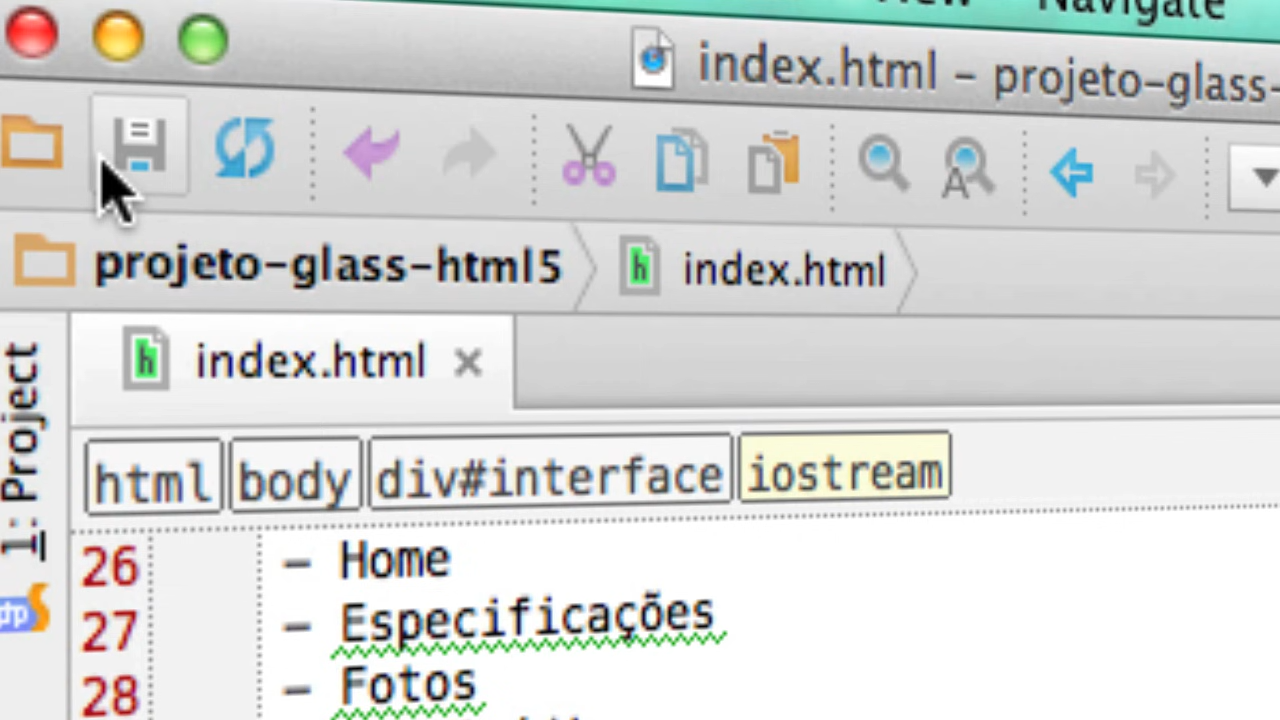 Navigate
index.html – projeto-glass-
projeto-glass-html5 index.html
index.html
1: Project
html body div#interface iostream
26 – Home
27 – Especificações
28 – Fotos